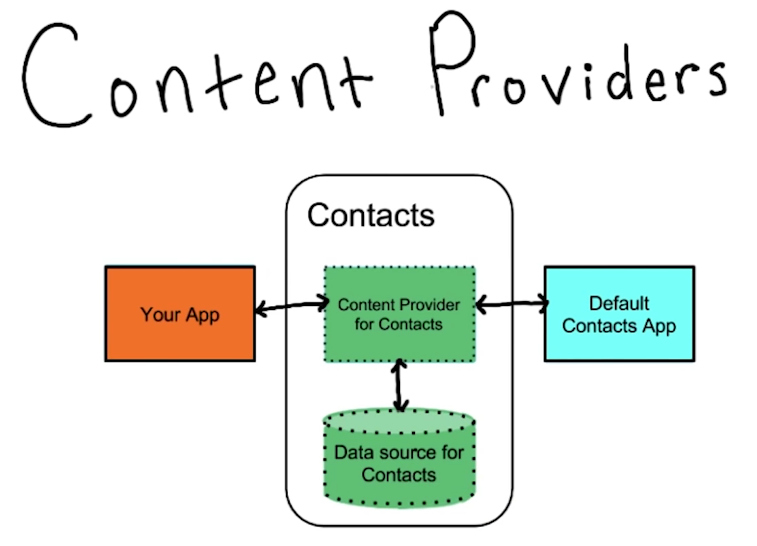 Content Providers
Contacts
Your App
Content Provider
for Contacts
Default
Contacts App
Data source for
Contacts